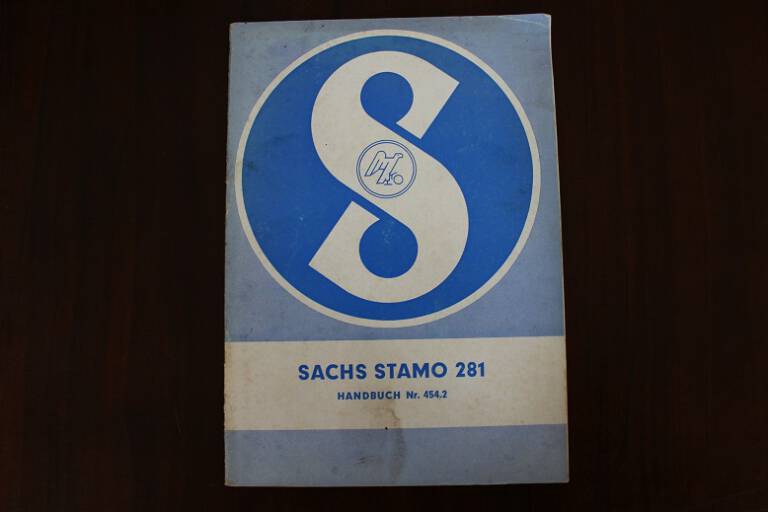 S
SACHS STAMO 281
HANDBUCH Nr. 454.2